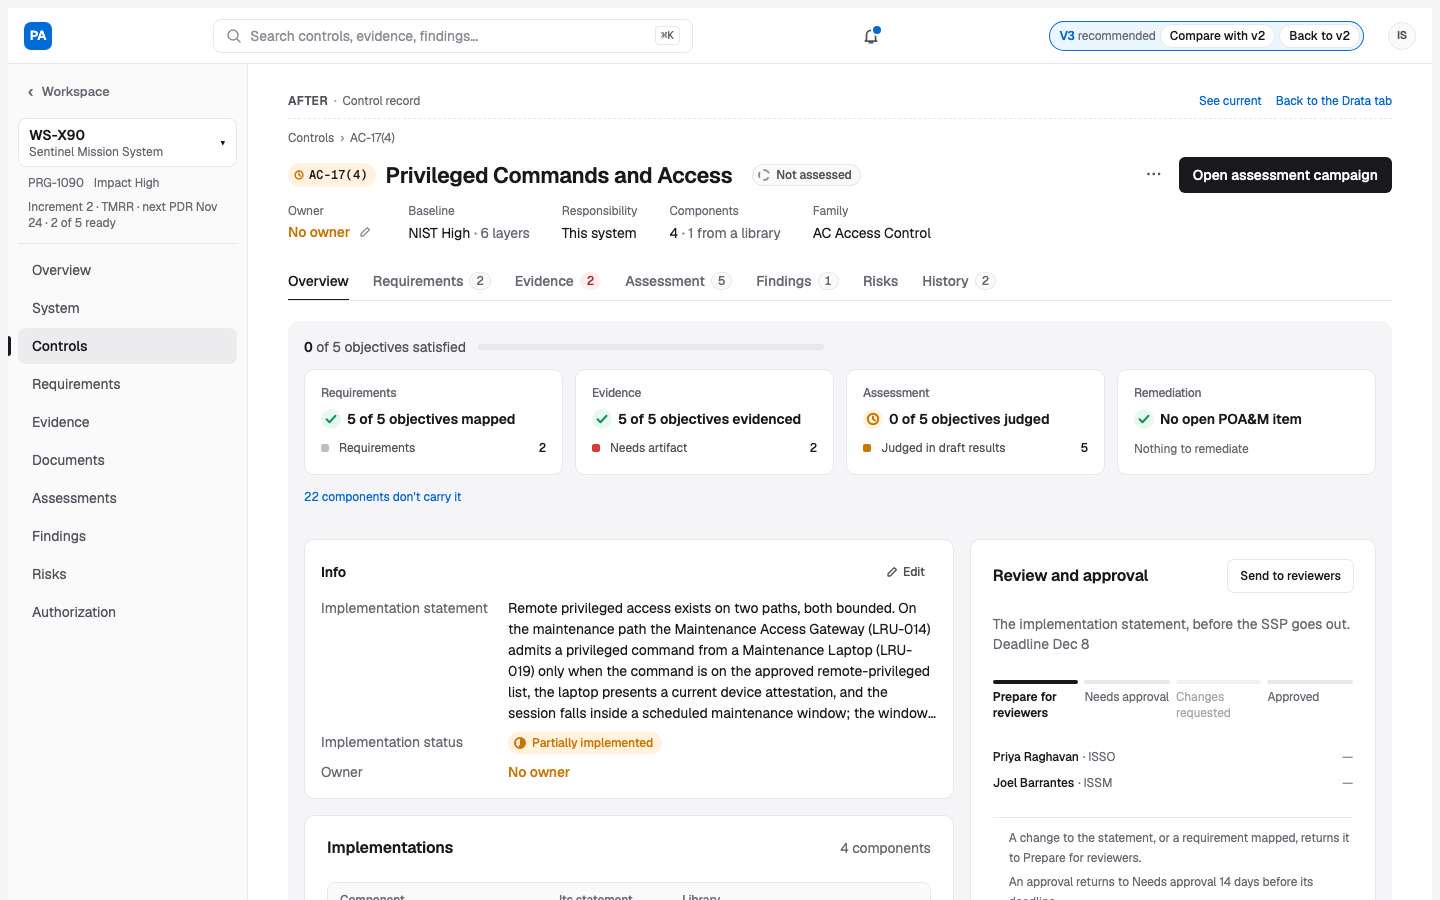 PA
Search controls, evidence, findings...
⌘K
V3 recommended
Compare with v2
Back to v2
IS
‹ Workspace
WS-X90
Sentinel Mission System
PRG-1090 Impact High
Increment 2 · TMRR · next PDR Nov
24 · 2 of 5 ready
Overview
System
Controls
Requirements
Evidence
Documents
Assessments
Findings
Risks
Authorization
AFTER · Control record
See current
Back to the Drata tab
Controls › AC-17(4)
AC-17(4)
Privileged Commands and Access
Not assessed
···
Open assessment campaign
Owner
No owner
Baseline
NIST High · 6 layers
Responsibility
This system
Components
4 · 1 from a library
Family
AC Access Control
Overview
Requirements 2
Evidence 2
Assessment 5
Findings 1
Risks
History 2
0 of 5 objectives satisfied
Requirements
5 of 5 objectives mapped
Requirements 2
Evidence
5 of 5 objectives evidenced
Needs artifact 2
Assessment
0 of 5 objectives judged
Judged in draft results 5
Remediation
No open POA&M item
Nothing to remediate
22 components don't carry it
Info
Edit
Implementation statement
Remote privileged access exists on two paths, both bounded. On
the maintenance path the Maintenance Access Gateway (LRU-014)
admits a privileged command from a Maintenance Laptop (LRU-
019) only when the command is on the approved remote-privileged
list, the laptop presents a current device attestation, and the
session falls inside a scheduled maintenance window; the window…
Implementation status
Partially implemented
Owner
No owner
Implementations
4 components
Component
Its statement
Library
Review and approval
Send to reviewers
The implementation statement, before the SSP goes out.
Deadline Dec 8
Prepare for
reviewers
Needs approval
Changes
requested
Approved
Priya Raghavan · ISSO —
Joel Barrantes · ISSM —
A change to the statement, or a requirement mapped, returns it
to Prepare for reviewers.
An approval returns to Needs approval 14 days before its
deadline.